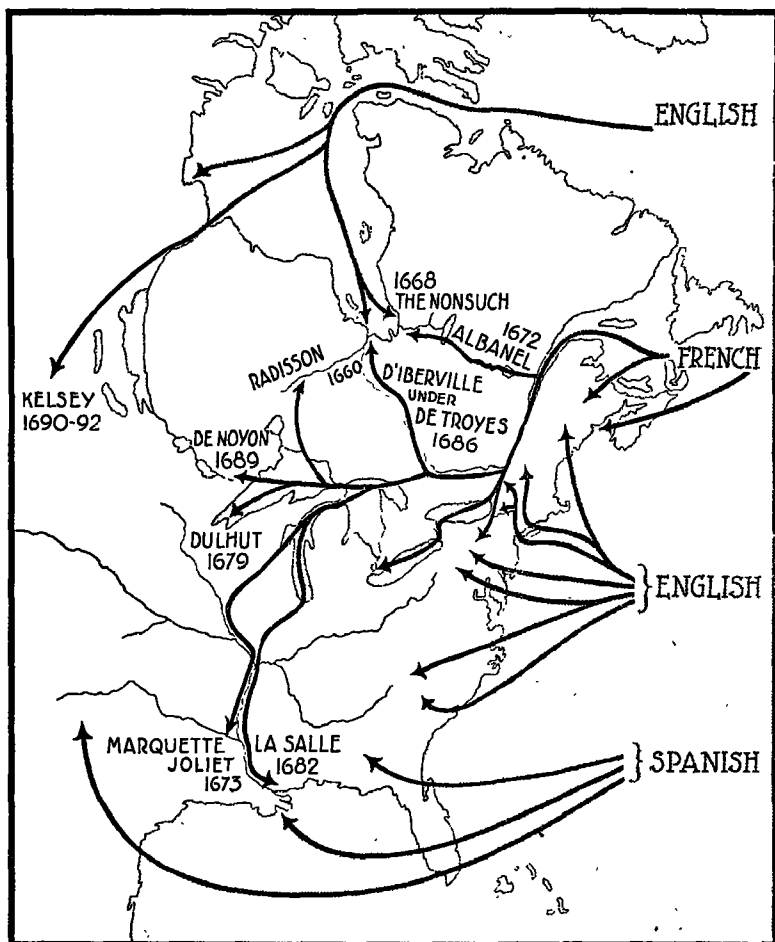 ENGLISH
1668
THE NONSUCH
1672
ALBANEL
FRENCH
RADISSON
1660
D'IBERVILLE
UNDER
DE TROYES
1686
KELSEY
1690-92
DE NOYON
1689
DULHUT
1679
ENGLISH
MARQUETTE
JOLIET
1673
LA SALLE
1682
SPANISH